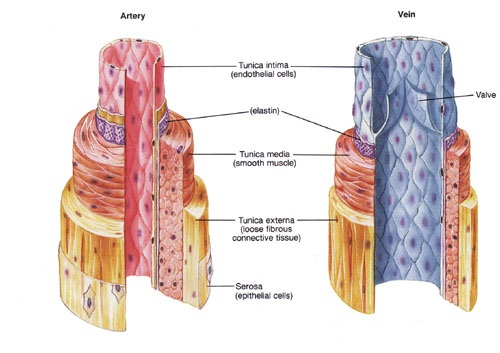 Artery
Vein
Tunica intima
(endothelial cells)
Valve
(elastin)
Tunica media
(smooth muscle)
Tunica externa
(loose fibrous
connective tissue)
Serosa
(epithelial cells)